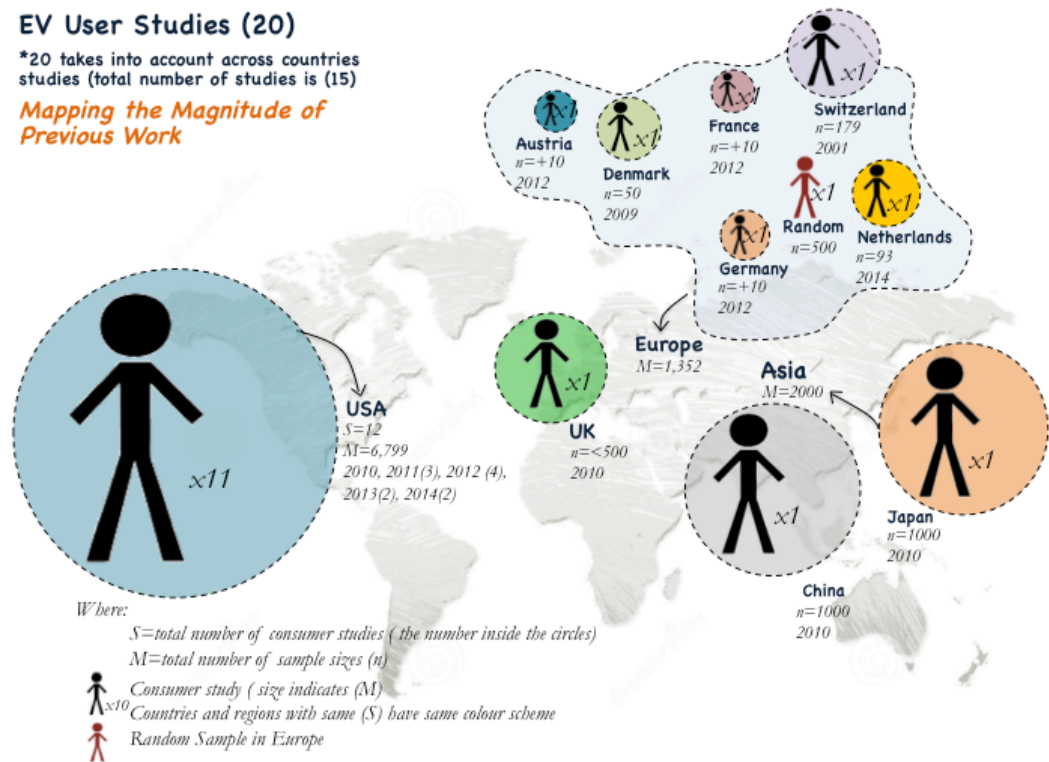 EV User Studies (20)
*20 takes into account across countries
studies (total number of studies is (15)
Mapping the Magnitude of
Previous Work
x1
Austria
n=+10
2012
x1
Denmark
n=50
2009
x1
France
n=+10
2012
x1
Switzerland
n=179
2001
x1
Random
n=500
x1
Netherlands
n=93
2014
x1
Germany
n=+10
2012
Europe
M=1,352
x11
USA
S=12
M=6,799
2010, 2011(3), 2012 (4),
2013(2), 2014(2)
x1
UK
n=<500
2010
Asia
M=2000
x1
China
n=1000
2010
x1
Japan
n=1000
2010
Where:
S=total number of consumer studies ( the number inside the circles)
M=total number of sample sizes (n)
x10 Consumer study ( size indicates (M)
Countries and regions with same (S) have same colour scheme
Random Sample in Europe